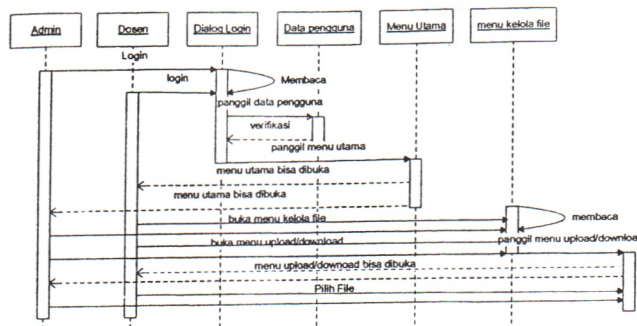 Admin
Dosen
Dialog Login
Data pengguna
Menu Utama
menu kelola file
Login
login
Membaca
panggil data pengguna
verifikasi
panggil menu utama
menu utama bisa dibuka
menu utama bisa dibuka
buka menu kelola file
membaca
buka menu upload/download
panggil menu upload/downloa
menu upload/downoad bisa dibuka
Pilih File